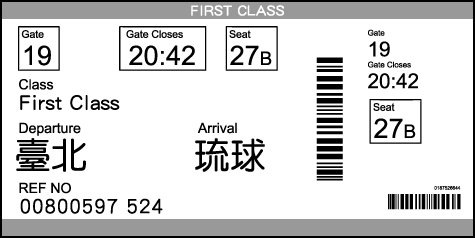 FIRST CLASS
Gate
19
Gate Closes
20:42
Seat
27B
Class
First Class
Departure
臺北
Arrival
琉球
REF NO
00800597 524
Gate
19
Gate Closes
20:42
Seat
27B
0187526644